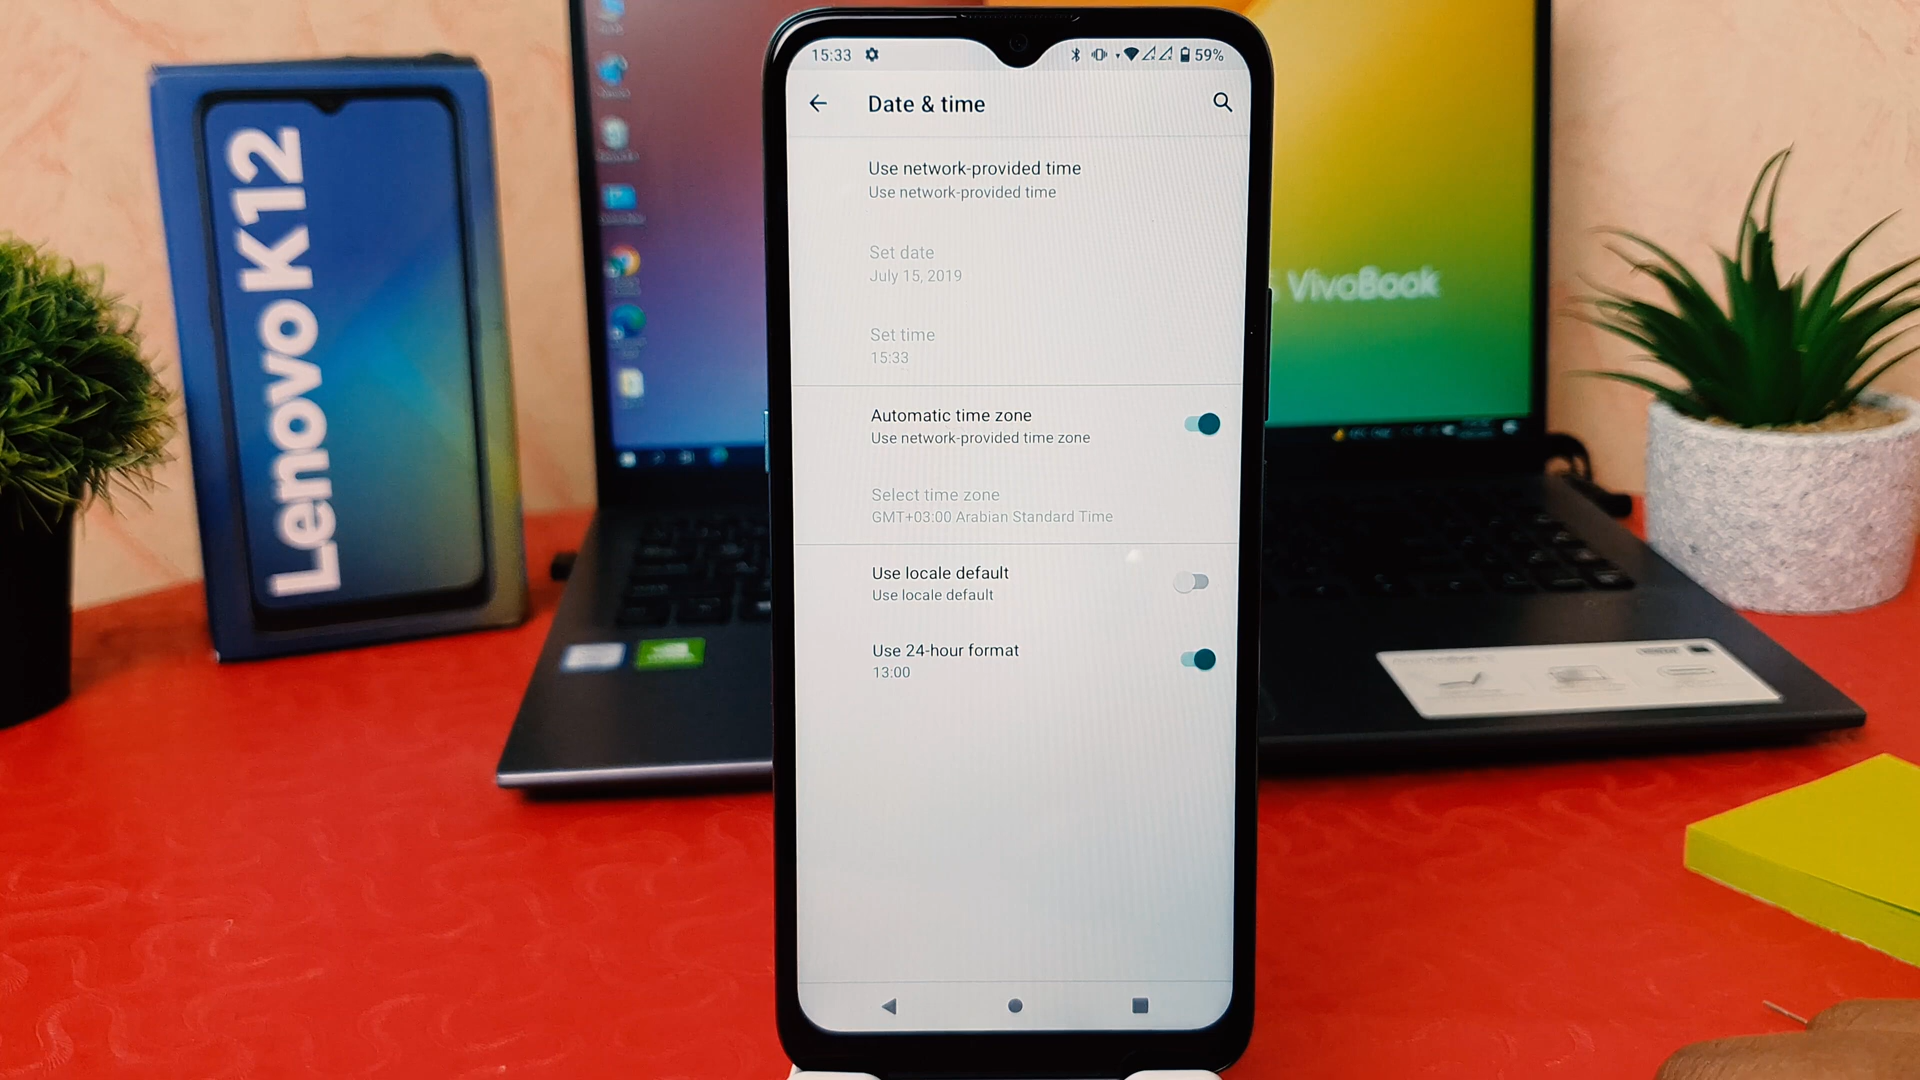 Lenovo K12
15:33
59%
Date & time
Use network-provided time
Use network-provided time
Set date
July 15, 2019
Set time
15:33
Automatic time zone
Use network-provided time zone
Select time zone
GMT+03:00 Arabian Standard Time
Use locale default
Use locale default
Use 24-hour format
13:00
VivoBook